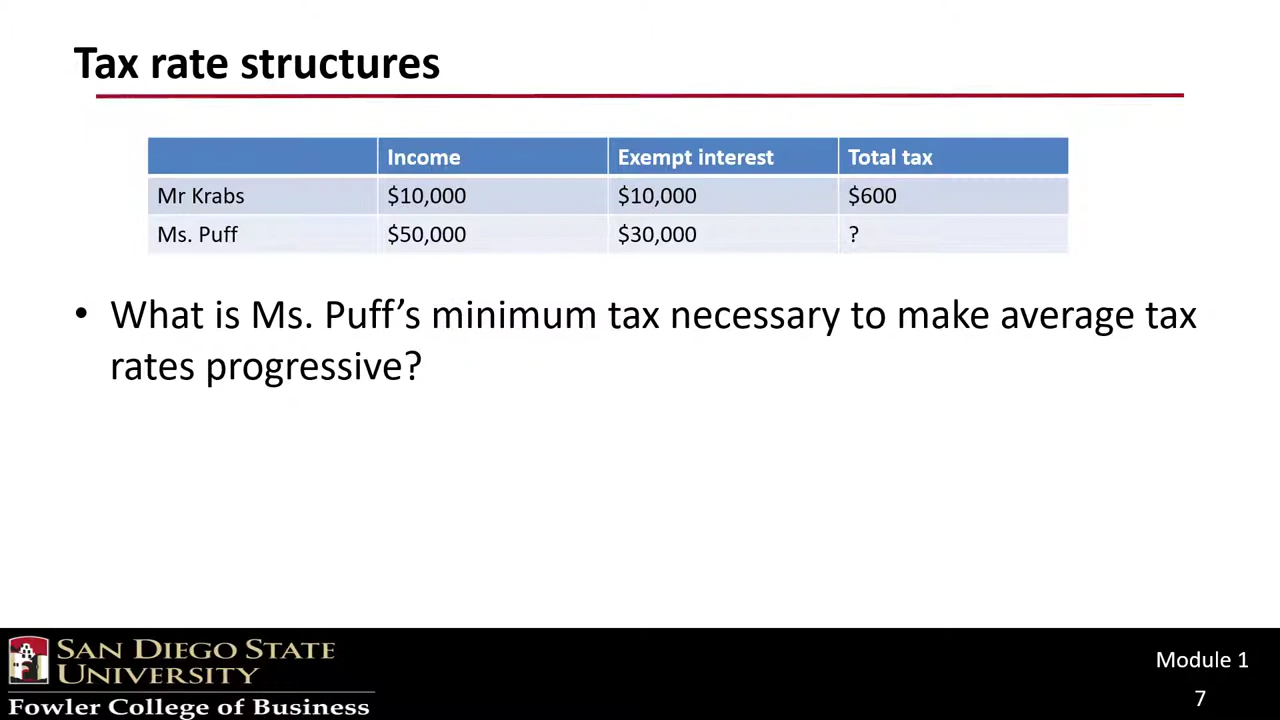 Tax rate structures
Income Exempt interest Total tax
Mr Krabs $10,000 $10,000 $600
Ms. Puff $50,000 $30,000 ?
• What is Ms. Puff’s minimum tax necessary to make average tax
rates progressive?
SAN DIEGO STATE
UNIVERSITY
Fowler College of Business
Module 1
7